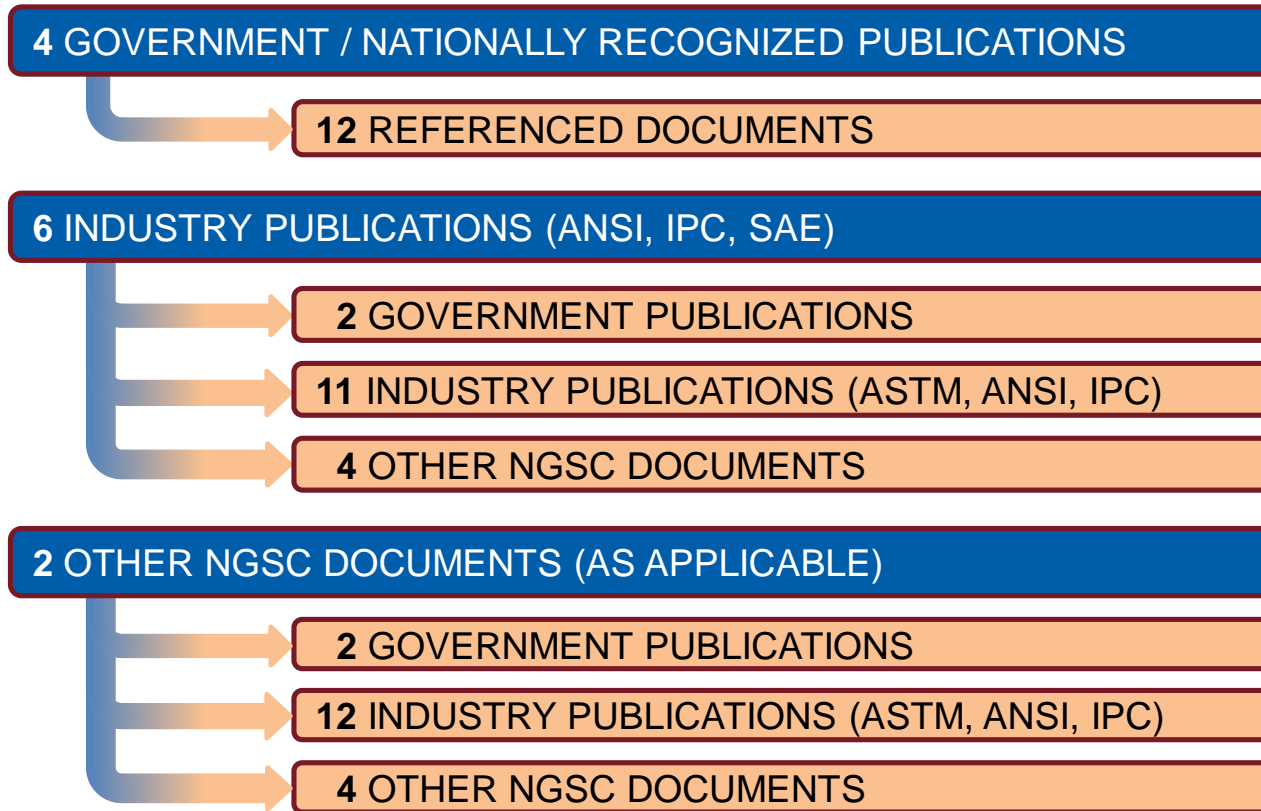 4 GOVERNMENT / NATIONALLY RECOGNIZED PUBLICATIONS
12 REFERENCED DOCUMENTS
6 INDUSTRY PUBLICATIONS (ANSI, IPC, SAE)
2 GOVERNMENT PUBLICATIONS
11 INDUSTRY PUBLICATIONS (ASTM, ANSI, IPC)
4 OTHER NGSC DOCUMENTS
2 OTHER NGSC DOCUMENTS (AS APPLICABLE)
2 GOVERNMENT PUBLICATIONS
12 INDUSTRY PUBLICATIONS (ASTM, ANSI, IPC)
4 OTHER NGSC DOCUMENTS